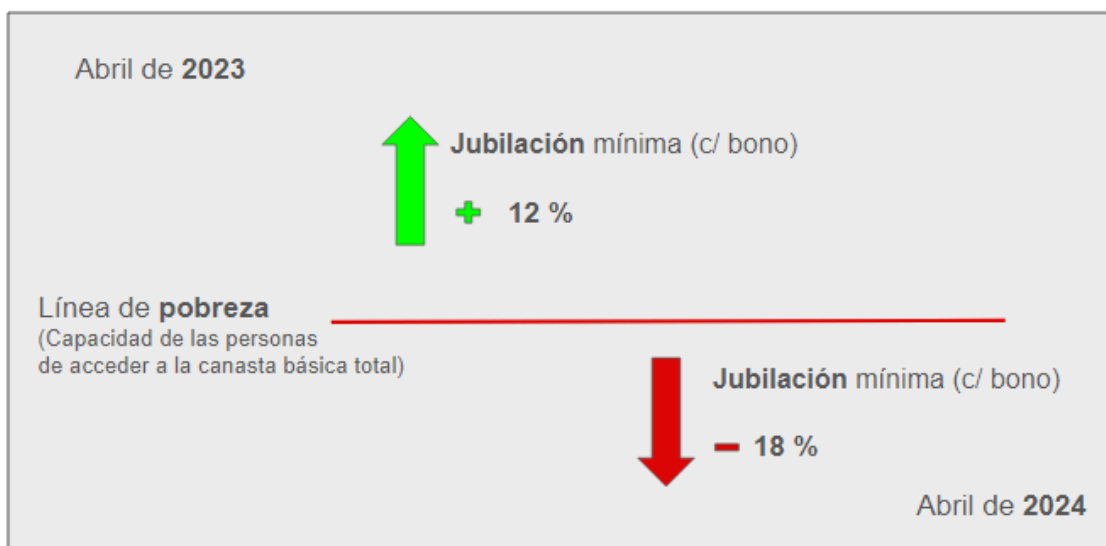 Abril de 2023
Jubilación mínima (c/ bono)
+ 12 %
Línea de pobreza
(Capacidad de las personas
de acceder a la canasta básica total)
Jubilación mínima (c/ bono)
- 18 %
Abril de 2024